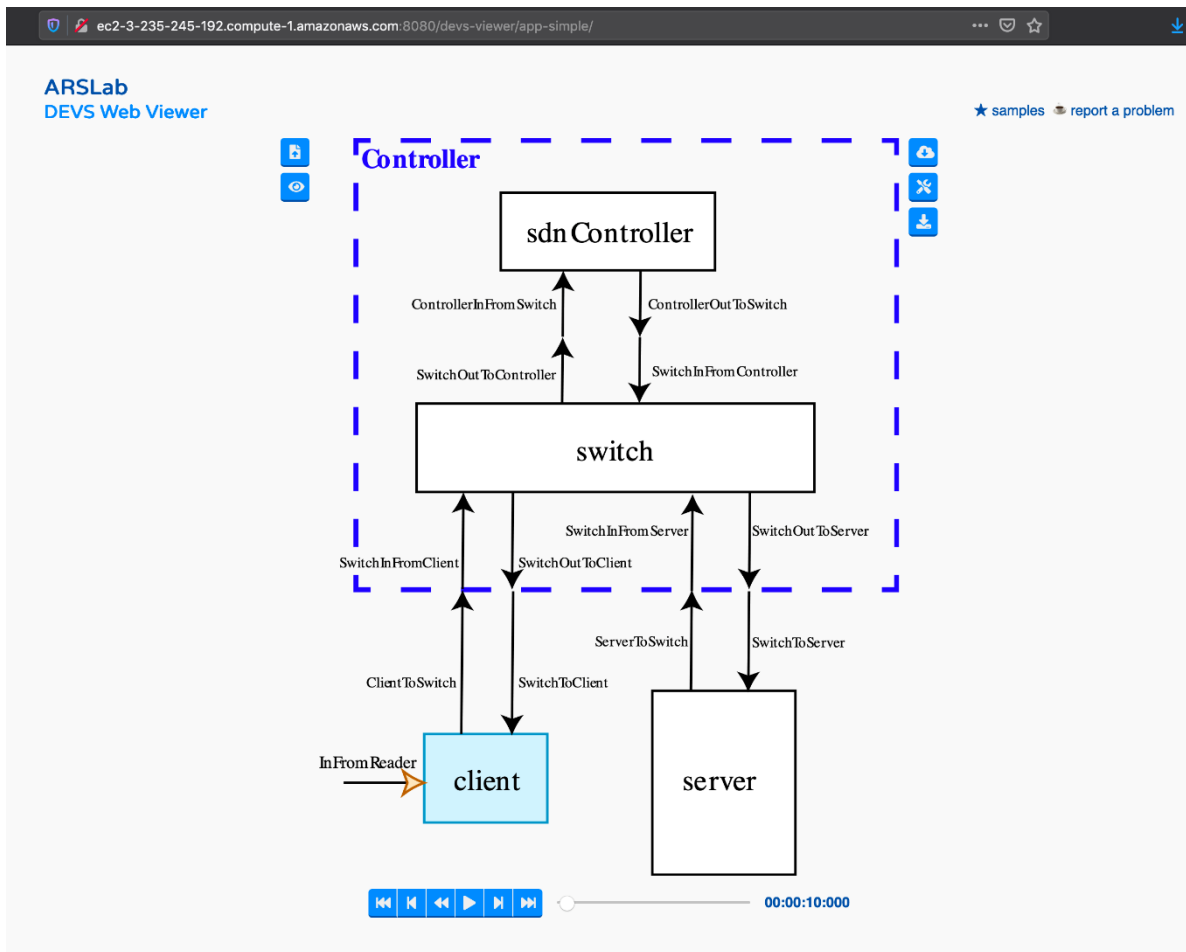 ec2-3-235-245-192.compute-1.amazonaws.com:8080/devs-viewer/app-simple/
ARSLab
DEVS Web Viewer
samples report a problem
Controller
sdnController
ControllerInFromSwitch ControllerOutToSwitch
SwitchOutToController SwitchInFromController
switch
SwitchInFromServer SwitchOutToServer
SwitchInFromClient SwitchOutToClient
ServerToSwitch SwitchToServer
ClientToSwitch SwitchToClient
InFromReader
client server
00:00:10:000